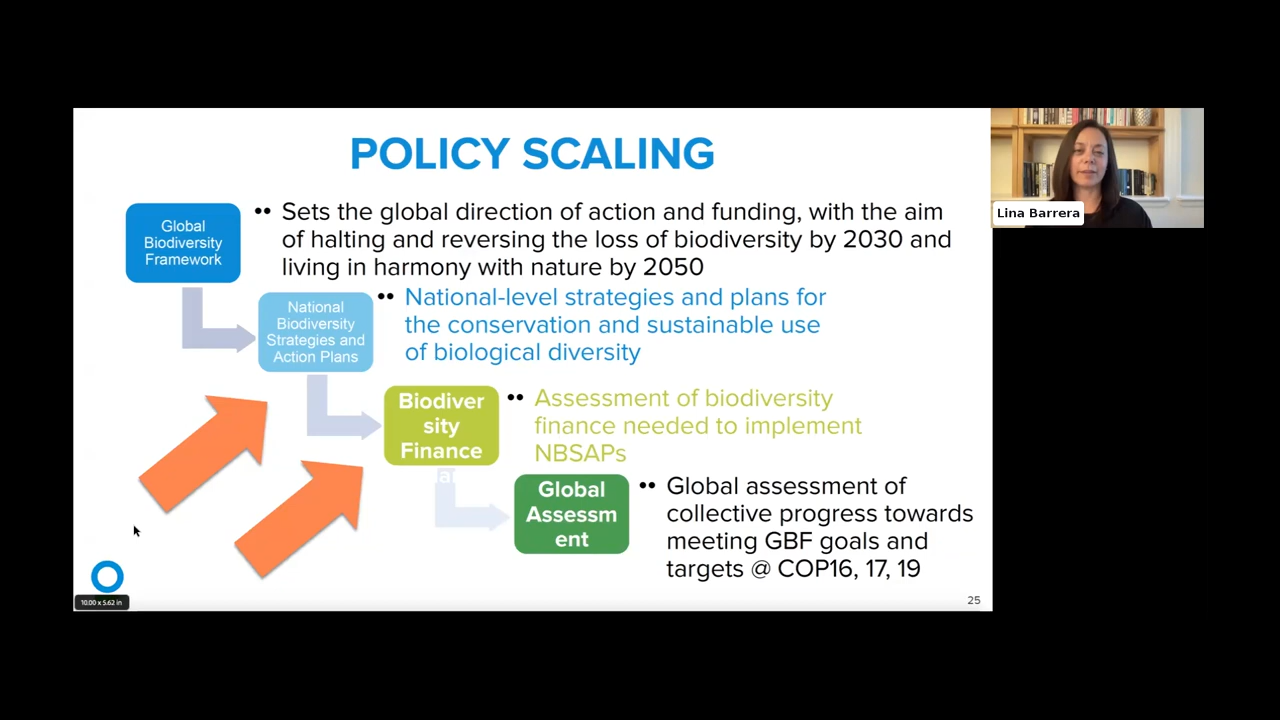 POLICY SCALING
Global
Biodiversity
Framework
•• Sets the global direction of action and funding, with the aim
of halting and reversing the loss of biodiversity by 2030 and
living in harmony with nature by 2050
National
Biodiversity
Strategies and
Action Plans
•• National-level strategies and plans for
the conservation and sustainable use
of biological diversity
Biodiver
sity
Finance
•• Assessment of biodiversity
finance needed to implement
NBSAPs
Global
Assessm
ent
•• Global assessment of
collective progress towards
meeting GBF goals and
targets @ COP16, 17, 19
10.00 x 5.62 in
25
Lina Barrera